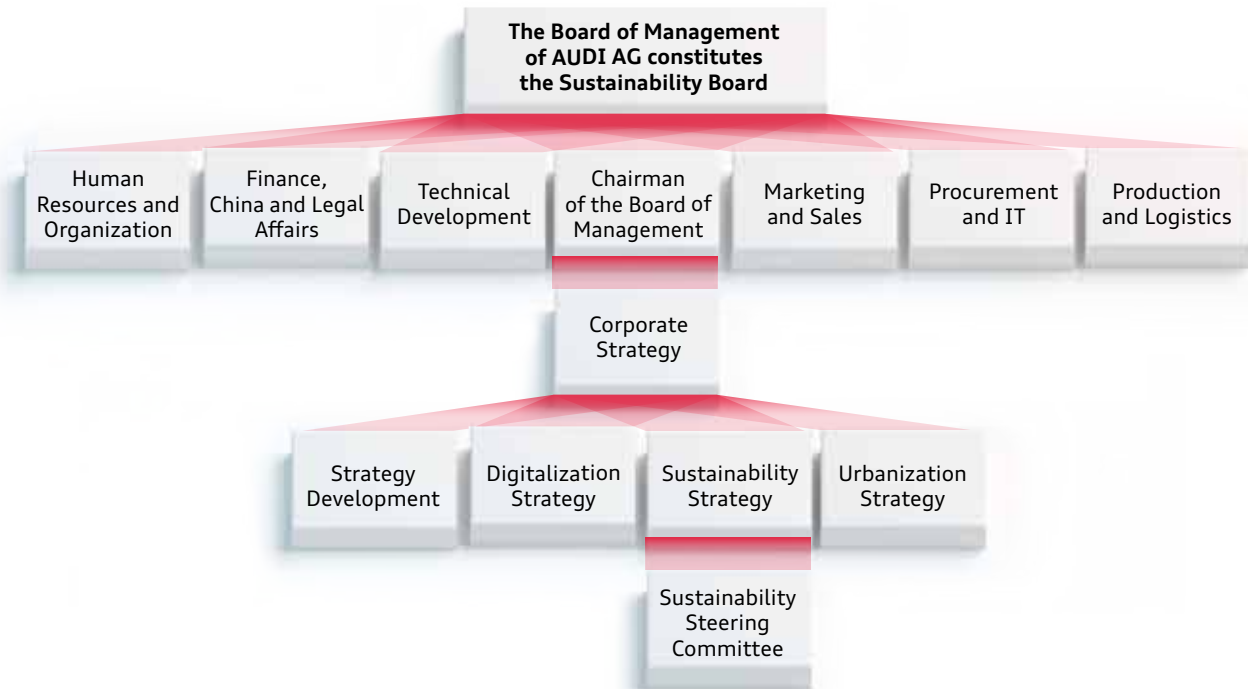 The Board of Management
of AUDI AG constitutes
the Sustainability Board
Human
Resources and
Organization
Finance,
China and Legal
Affairs
Technical
Development
Chairman
of the Board of
Management
Marketing
and Sales
Procurement
and IT
Production
and Logistics
Corporate
Strategy
Strategy
Development
Digitalization
Strategy
Sustainability
Strategy
Urbanization
Strategy
Sustainability
Steering
Committee